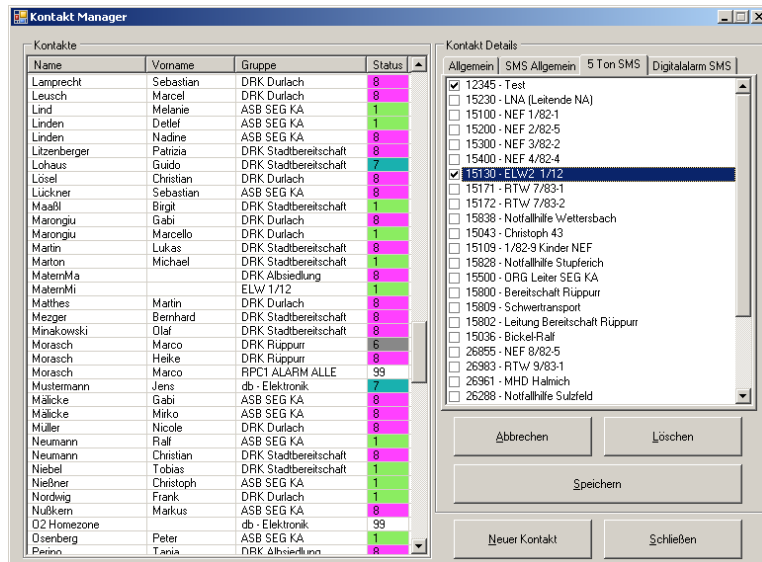 Kontakt Manager
Kontakte
Name Vorname Gruppe Status
Lamprecht Sebastian DRK Durlach 8
Leusch Marcel DRK Durlach 8
Lind Melanie ASB SEG KA 1
Linden Detlef ASB SEG KA 1
Linden Nadine ASB SEG KA 8
Litzenberger Patrizia DRK Stadtbereitschaft 8
Lohaus Guido DRK Stadtbereitschaft 7
Lösel Christian DRK Durlach 8
Lückner Sebastian ASB SEG KA 8
Maaßl Birgit DRK Stadtbereitschaft 1
Marongiu Gabi DRK Durlach 8
Marongiu Marcello DRK Durlach 1
Martin Lukas DRK Stadtbereitschaft 8
Marton Michael DRK Stadtbereitschaft 1
MaternMa DRK Albsiedlung 8
MaternMi ELW 1/12 1
Matthes Martin DRK Durlach 8
Mezger Bernhard DRK Stadtbereitschaft 8
Minakowski Olaf DRK Stadtbereitschaft 8
Morasch Marco DRK Rüppurr 6
Morasch Heike DRK Rüppurr 8
Morasch Marco RPC1 ALARM ALLE 99
Mustermann Jens db - Elektronik 7
Mälicke Gabi ASB SEG KA 8
Mälicke Mirko ASB SEG KA 8
Müller Nicole DRK Durlach 8
Neumann Ralf ASB SEG KA 1
Neumann Christian DRK Stadtbereitschaft 8
Niebel Tobias DRK Stadtbereitschaft 1
Nießner Christoph ASB SEG KA 1
Nordwig Frank DRK Durlach 1
Nußkern Markus ASB SEG KA 8
O2 Homezone db - Elektronik 99
Osenberg Peter ASB SEG KA 1
Perino Tanja DRK Albsiedlung 8
Kontakt Details
Allgemein SMS Allgemein 5 Ton SMS Digitalalarm SMS
12345 - Test
15230 - LNA (Leitende NA)
15100 - NEF 1/82-1
15200 - NEF 2/82-5
15300 - NEF 3/82-2
15400 - NEF 4/82-4
15130 - ELW2 1/12
15171 - RTW 7/83-1
15172 - RTW 7/83-2
15838 - Notfallhilfe Wettersbach
15043 - Christoph 43
15109 - 1/82-9 Kinder NEF
15828 - Notfallhilfe Stupferich
15500 - ORG Leiter SEG KA
15800 - Bereitschaft Rüppurr
15809 - Schwertransport
15802 - Leitung Bereitschaft Rüppurr
15036 - Bickel-Ralf
26855 - NEF 8/82-5
26983 - RTW 9/83-1
26961 - MHD Halmich
26288 - Notfallhilfe Sulzfeld
Abbrechen Löschen
Speichern
Neuer Kontakt Schließen